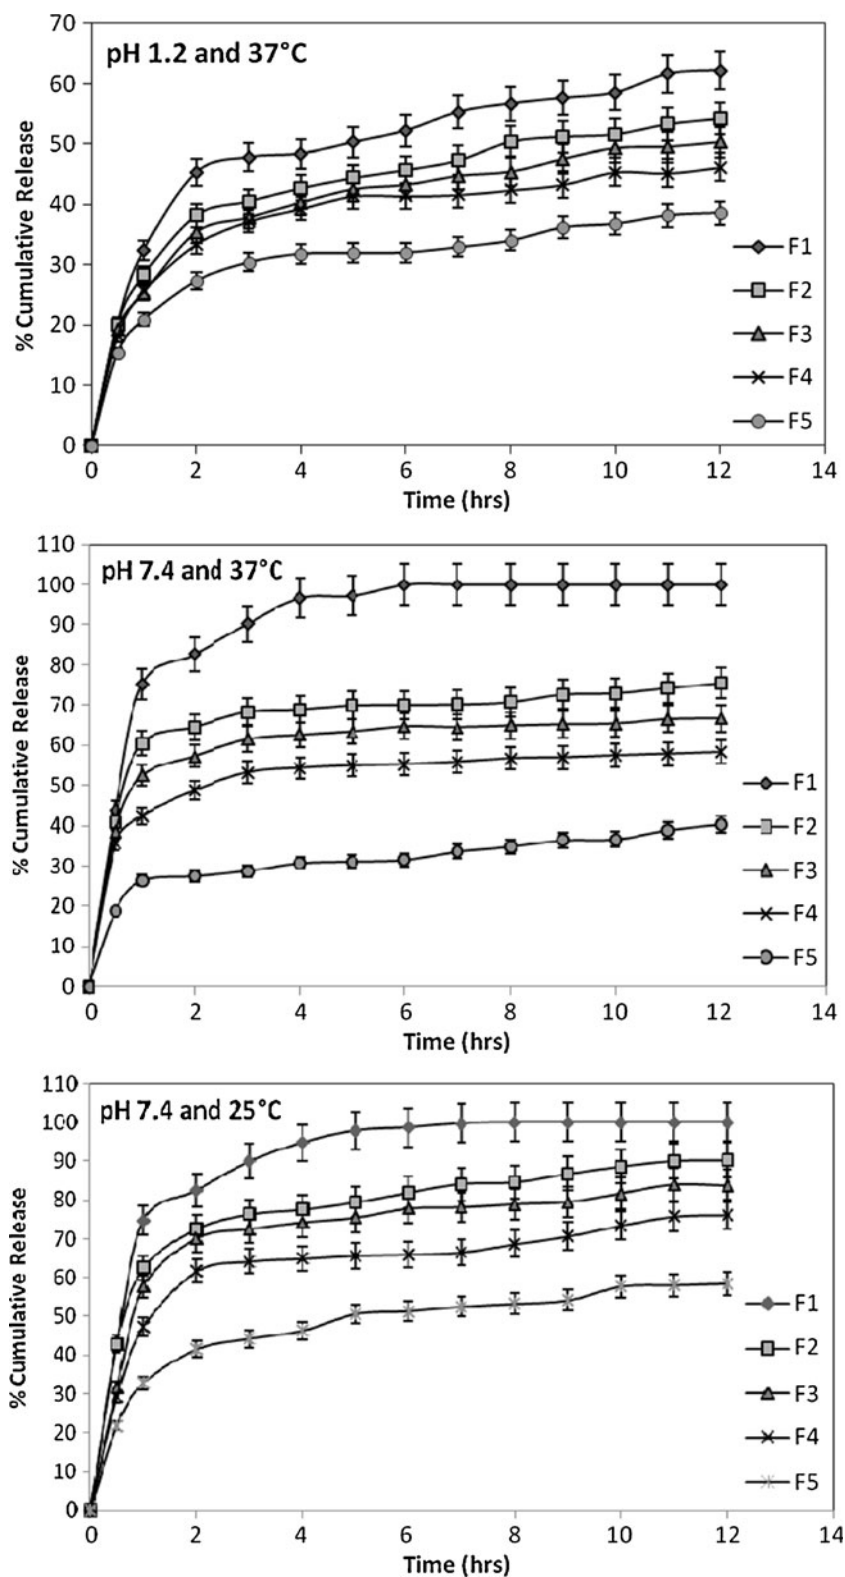 70
pH 1.2 and 37°C
60
50
40
30
20
10
0
% Cumulative Release
F1
F2
F3
F4
F5
0 2 4 6 8 10 12 14
Time (hrs)
110
pH 7.4 and 37°C
100
90
80
70
60
50
40
30
20
10
0
% Cumulative Release
F1
F2
F3
F4
F5
0 2 4 6 8 10 12 14
Time (hrs)
110
pH 7.4 and 25°C
100
90
80
70
60
50
40
30
20
10
0
% Cumulative Release
F1
F2
F3
F4
F5
0 2 4 6 8 10 12 14
Time (hrs)